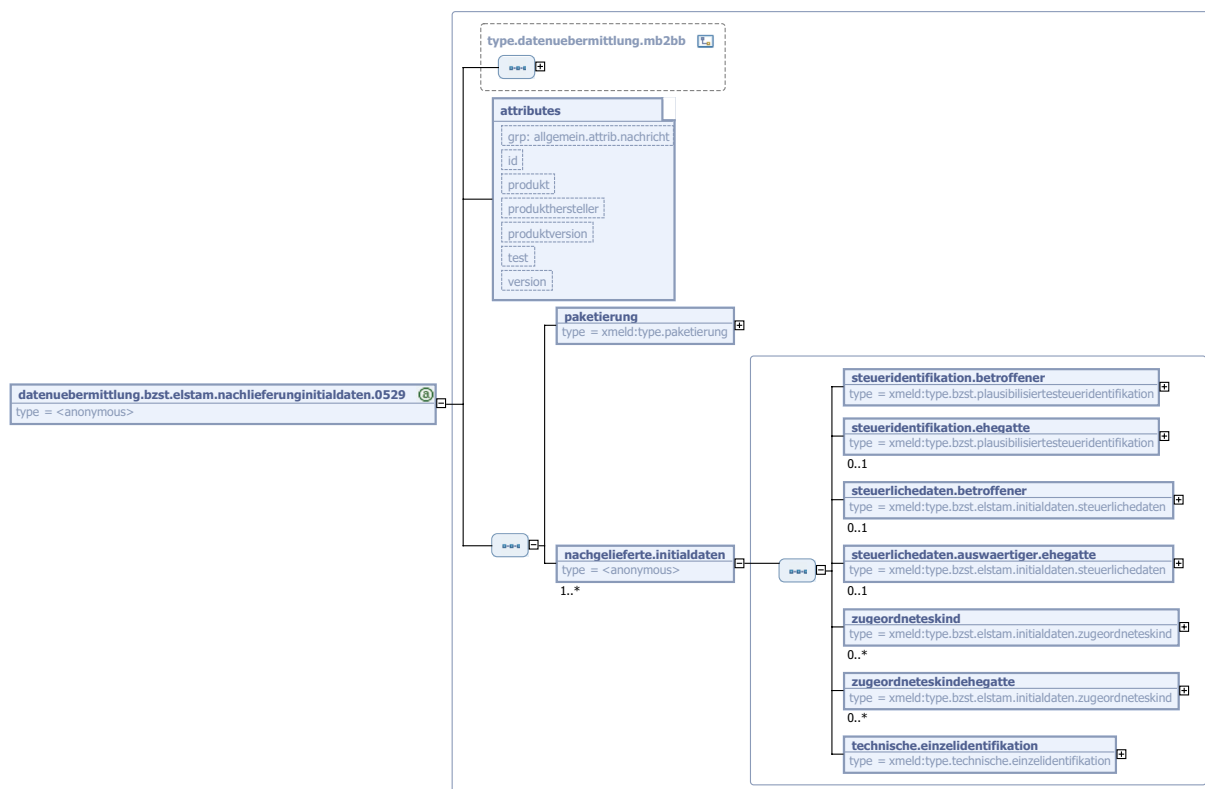 type.datenuebermittlung.mb2bb
attributes
grp: allgemein.attrib.nachricht
id
produkt
produkthersteller
produktversion
test
version
paketierung
type = xmeld:type.paketierung
datenuebermittlung.bzst.elstam.nachlieferunginitialdaten.0529 @
type = <anonymous>
nachgelieferte.initialdaten
type = <anonymous>
1..*
steueridentifikation.betroffener
type = xmeld:type.bzst.plausibilisiertesteueridentifikation
steueridentifikation.ehegatte
type = xmeld:type.bzst.plausibilisiertesteueridentifikation
0..1
steuerlichedaten.betroffener
type = xmeld:type.bzst.elstam.initialdaten.steuerlichedaten
0..1
steuerlichedaten.auswaertiger.ehegatte
type = xmeld:type.bzst.elstam.initialdaten.steuerlichedaten
0..1
zugeordneteskind
type = xmeld:type.bzst.elstam.initialdaten.zugeordneteskind
0..*
zugeordneteskindehegatte
type = xmeld:type.bzst.elstam.initialdaten.zugeordneteskind
0..*
technische.einzelidentifikation
type = xmeld:type.technische.einzelidentifikation